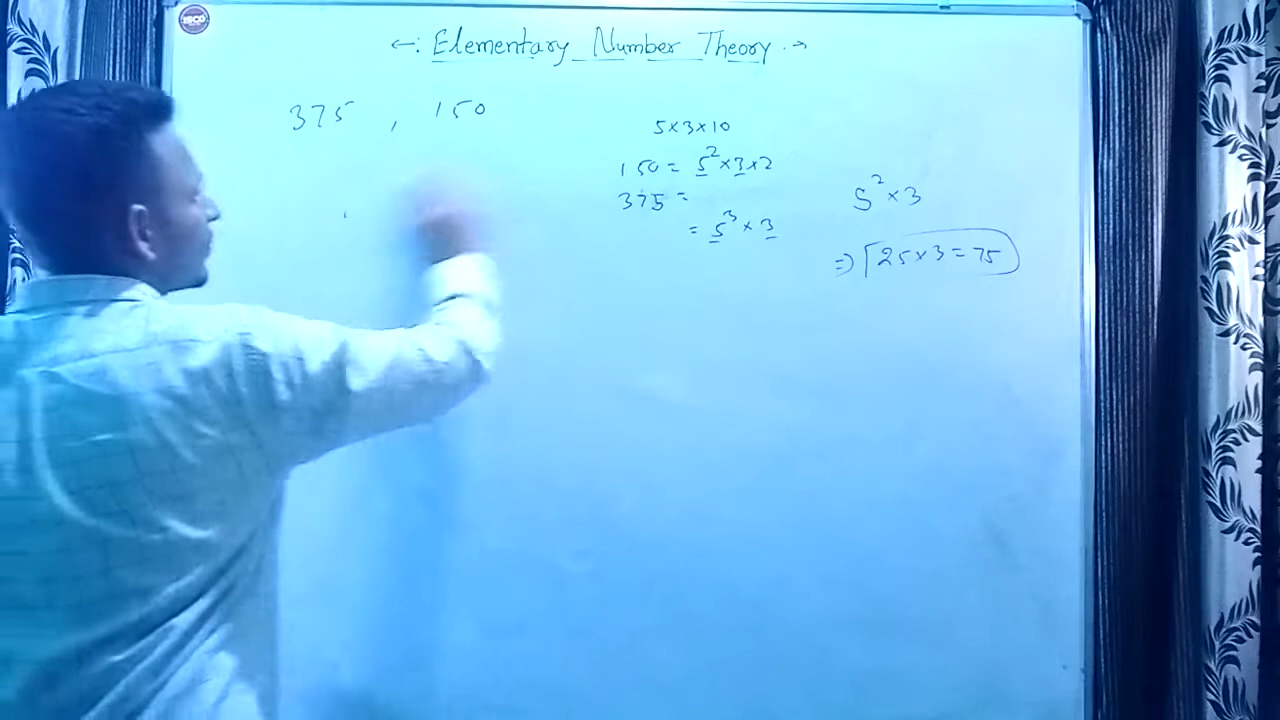 ISCO
←: Elementary Number Theory :→
375 , 150
5×3×10
150 = 5²×3×2
375 =
= 5³×3
5²×3
⇒ 25×3=75